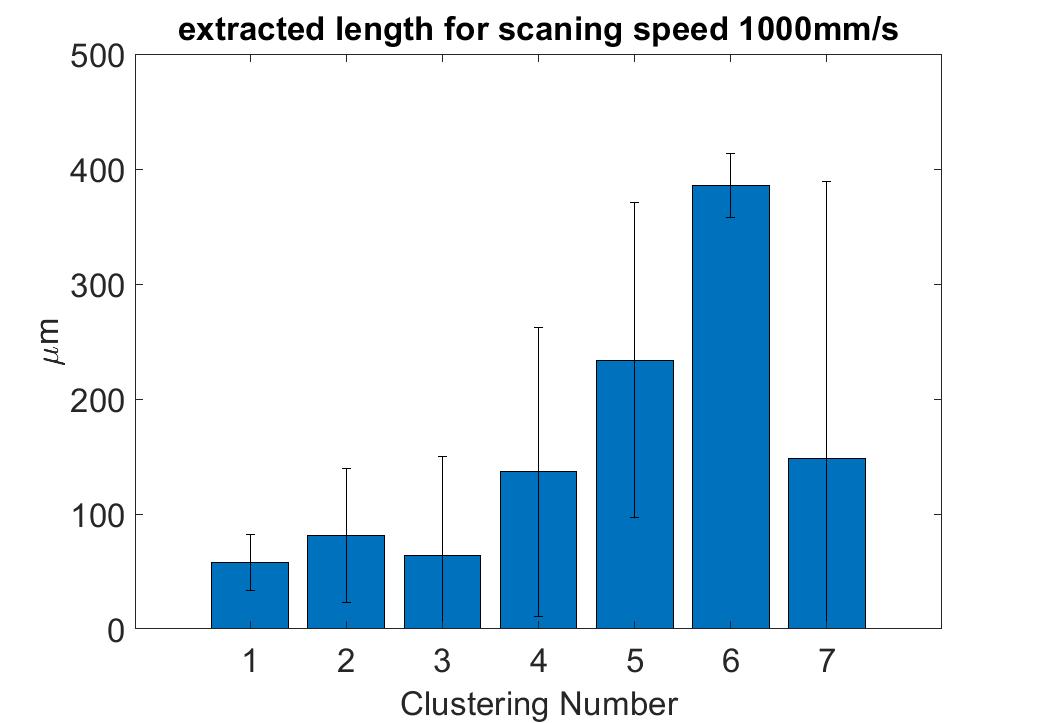 extracted length for scaning speed 1000mm/s
500
400
300
200
100
0
μm
1 2 3 4 5 6 7
Clustering Number